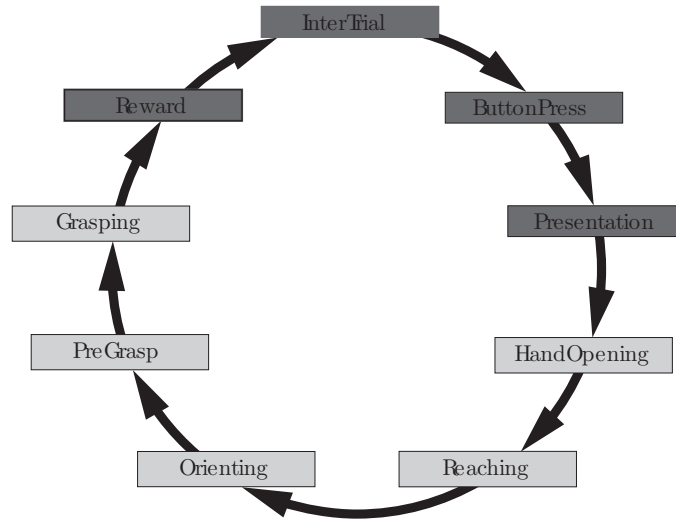 InterTrial
ButtonPress
Presentation
HandOpening
Reaching
Orienting
PreGrasp
Grasping
Reward